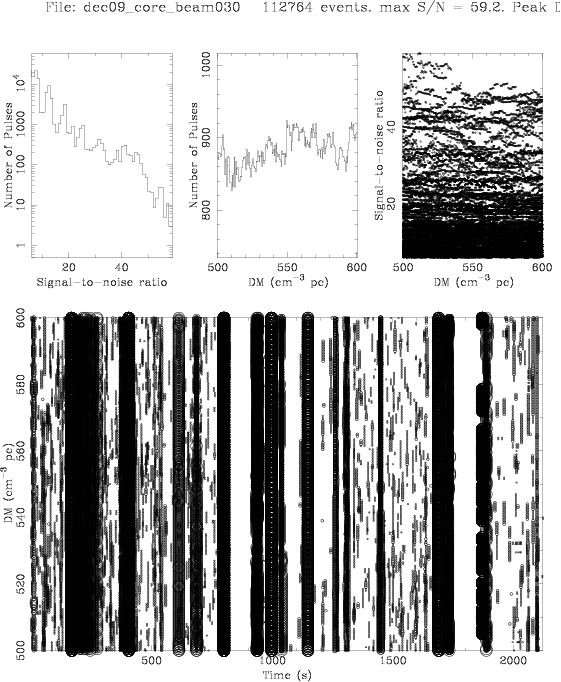 File: dec09_core_beam030 112764 events. max S/N = 59.2. Peak D
Number of Pulses
10⁴
1000
100
10
1
20 40
Signal-to-noise ratio
Number of Pulses
1000
900
800
500 550 600
DM (cm⁻³ pc)
Signal-to-noise ratio
40
20
500 550 600
DM (cm⁻³ pc)
DM (cm⁻³ pc)
600
580
560
540
520
500
500 1000 1500 2000
Time (s)